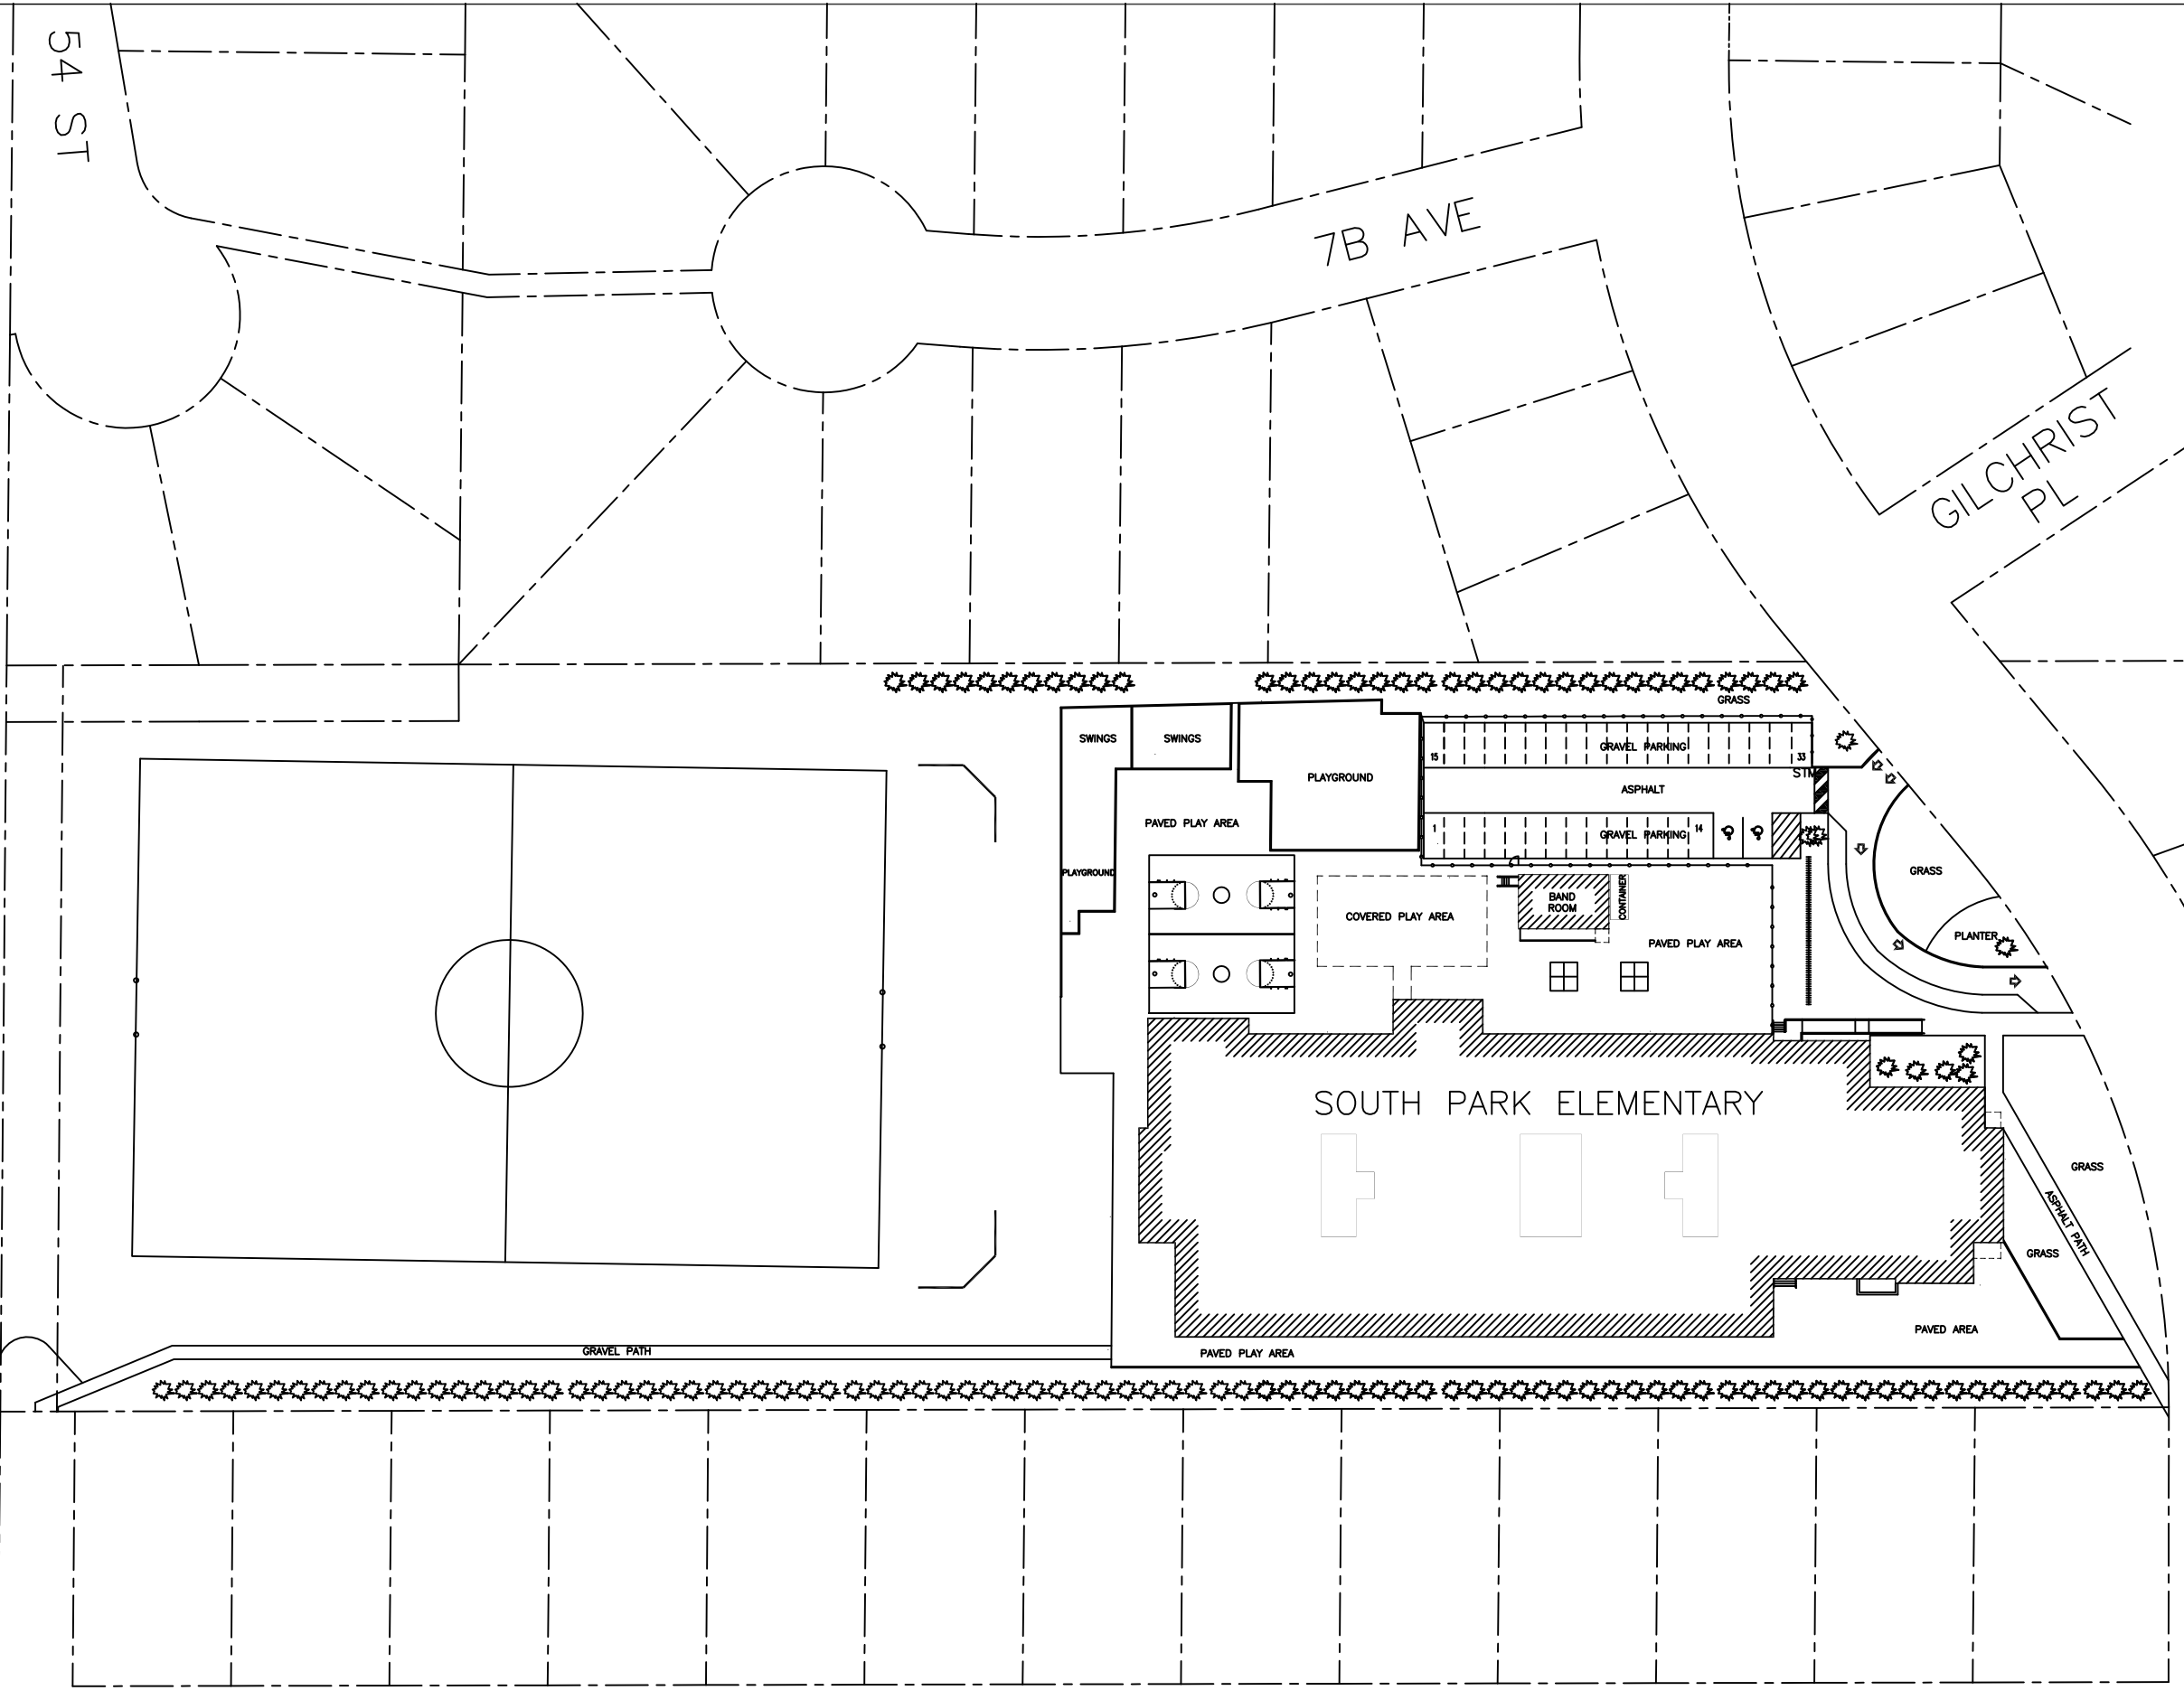 54 ST
7B AVE
GILCHRIST
PL
GRASS
SWINGS
SWINGS
GRAVEL PARKING
15
33
STM
PLAYGROUND
ASPHALT
PAVED PLAY AREA
1
GRAVEL PARKING
14
PLAYGROUND
GRASS
BAND
ROOM
CONTAINER
COVERED PLAY AREA
PAVED PLAY AREA
PLANTER
SOUTH PARK ELEMENTARY
GRASS
ASPHALT PATH
GRASS
PAVED AREA
GRAVEL PATH
PAVED PLAY AREA